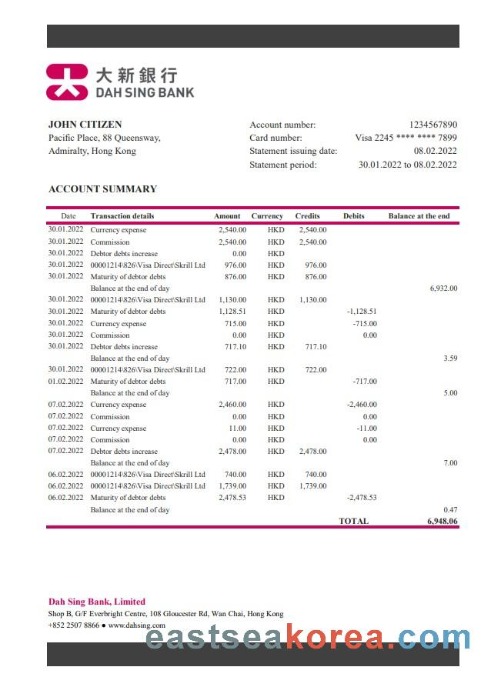 大新銀行
DAH SING BANK
JOHN CITIZEN
Pacific Place, 88 Queensway,
Admiralty, Hong Kong
Account number: 1234567890
Card number: Visa 2245 **** **** 7899
Statement issuing date: 08.02.2022
Statement period: 30.01.2022 to 08.02.2022
ACCOUNT SUMMARY
Date Transaction details Amount Currency Credits Debits Balance at the end
30.01.2022 Currency expense 2,540.00 HKD 2,540.00
30.01.2022 Commission 2,540.00 HKD 2,540.00
30.01.2022 Debtor debts increase 0.00 HKD
30.01.2022 00001214\826\Visa Direct\Skrill Ltd 976.00 HKD 976.00
30.01.2022 Maturity of debtor debts 876.00 HKD 876.00
Balance at the end of day 6,932.00
30.01.2022 00001214\826\Visa Direct\Skrill Ltd 1,130.00 HKD 1,130.00
30.01.2022 Maturity of debtor debts 1,128.51 HKD -1,128.51
30.01.2022 Currency expense 715.00 HKD -715.00
30.01.2022 Commission 0.00 HKD 0.00
30.01.2022 Debtor debts increase 717.10 HKD 717.10
Balance at the end of day 3.59
30.01.2022 00001214\826\Visa Direct\Skrill Ltd 722.00 HKD 722.00
01.02.2022 Maturity of debtor debts 717.00 HKD -717.00
Balance at the end of day 5.00
07.02.2022 Currency expense 2,460.00 HKD -2,460.00
07.02.2022 Commission 0.00 HKD 0.00
07.02.2022 Currency expense 11.00 HKD -11.00
07.02.2022 Commission 0.00 HKD 0.00
07.02.2022 Debtor debts increase 2,478.00 HKD 2,478.00
Balance at the end of day 7.00
06.02.2022 00001214\826\Visa Direct\Skrill Ltd 740.00 HKD 740.00
06.02.2022 00001214\826\Visa Direct\Skrill Ltd 1,739.00 HKD 1,739.00
06.02.2022 Maturity of debtor debts 2,478.53 HKD -2,478.53
Balance at the end of day 0.47
TOTAL 6,948.06
Dah Sing Bank, Limited
Shop B, G/F Everbright Centre, 108 Gloucester Rd, Wan Chai, Hong Kong
+852 2507 8866 ● www.dahsing.com
eastseakorea.com